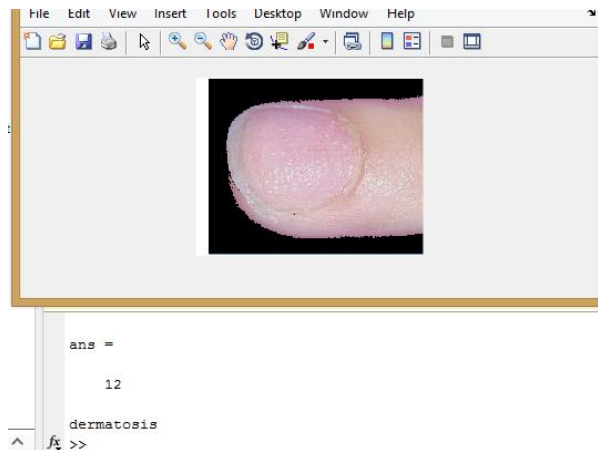 File Edit View Insert Tools Desktop Window Help
ans =
12
dermatosis
fx >>